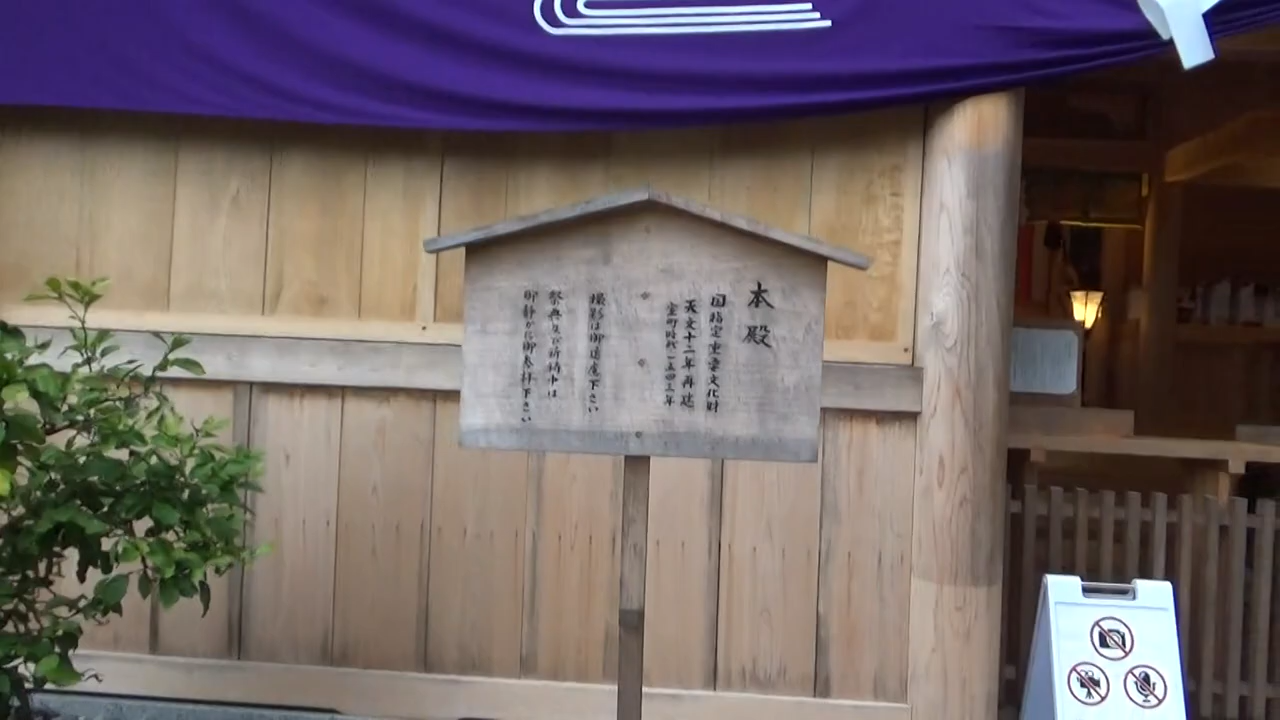 本殿
国指定重要文化財
天文十二年再建
室町時代一五四三年
撮影は御遠慮下さい
祭典及び祈祷中は
御静かに御参拝下さい